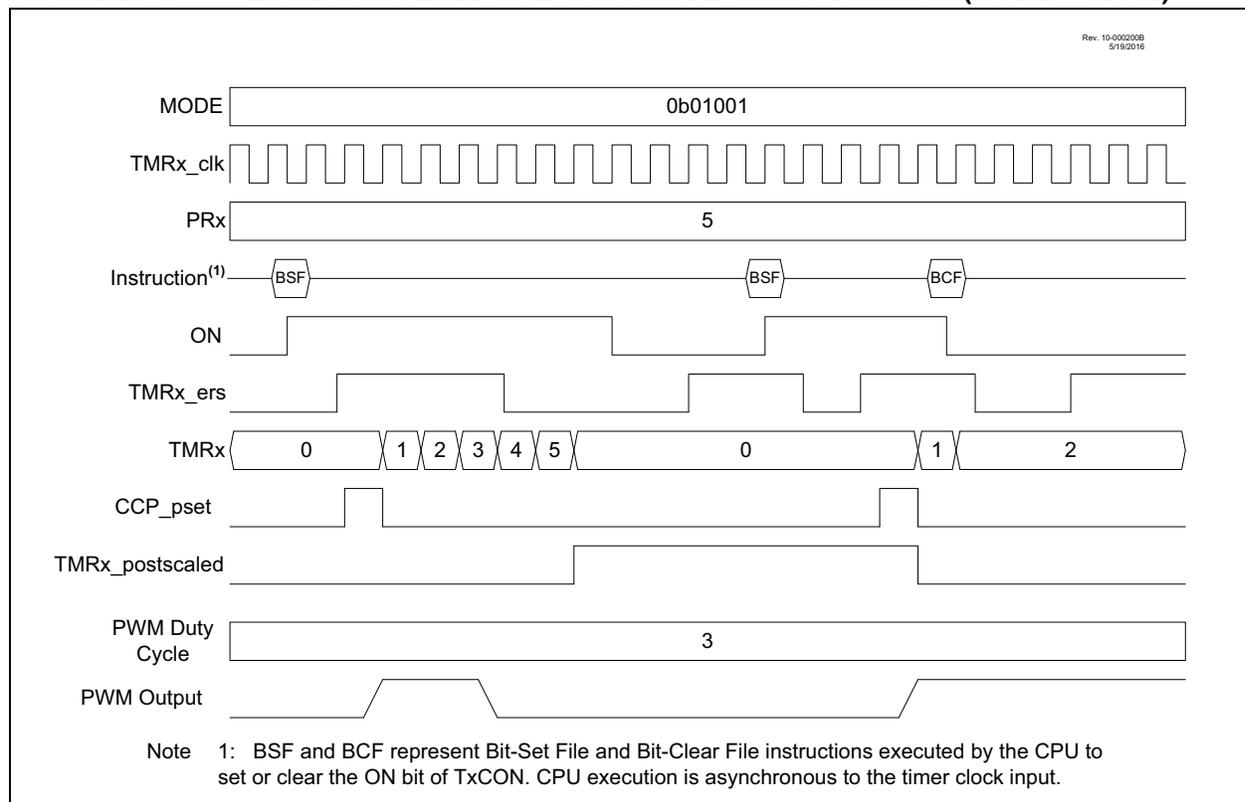 Rev. 10-000200B
5/19/2016
MODE 0b01001
TMRx_clk
PRx 5
Instruction(1) BSF BSF BCF
ON
TMRx_ers
TMRx 0 1 2 3 4 5 0 1 2
CCP_pset
TMRx_postscaled
PWM Duty
Cycle 3
PWM Output
Note 1: BSF and BCF represent Bit-Set File and Bit-Clear File instructions executed by the CPU to
set or clear the ON bit of TxCON. CPU execution is asynchronous to the timer clock input.